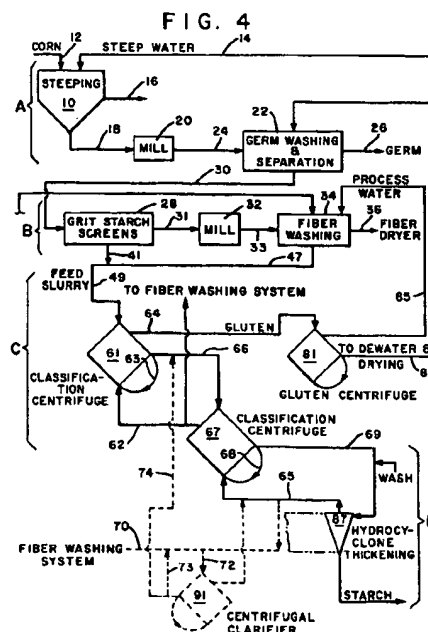 FIG. 4
CORN
12
STEEP WATER
14
STEEPING
10
16
A
18
20
MILL
24
22
GERM WASHING
& SEPARATION
26
GERM
30
PROCESS
WATER
B
28
GRIT STARCH
SCREENS
31
32
MILL
33
34
FIBER
WASHING
36
FIBER
DRYER
41
47
FEED
SLURRY
49
TO FIBER WASHING SYSTEM
85
C
64
GLUTEN
61
63
66
81
TO DEWATER &
DRYING
CLASSIFICA-
TION CENTRIFUGE
GLUTEN CENTRIFUGE
62
67
CLASSIFICATION
CENTRIFUGE
68
69
74
65
WASH
87
HYDROCY-
CLONE
THICKENING
70
FIBER WASHING
SYSTEM
73
72
91
STARCH
CENTRIFUGAL
CLARIFIER